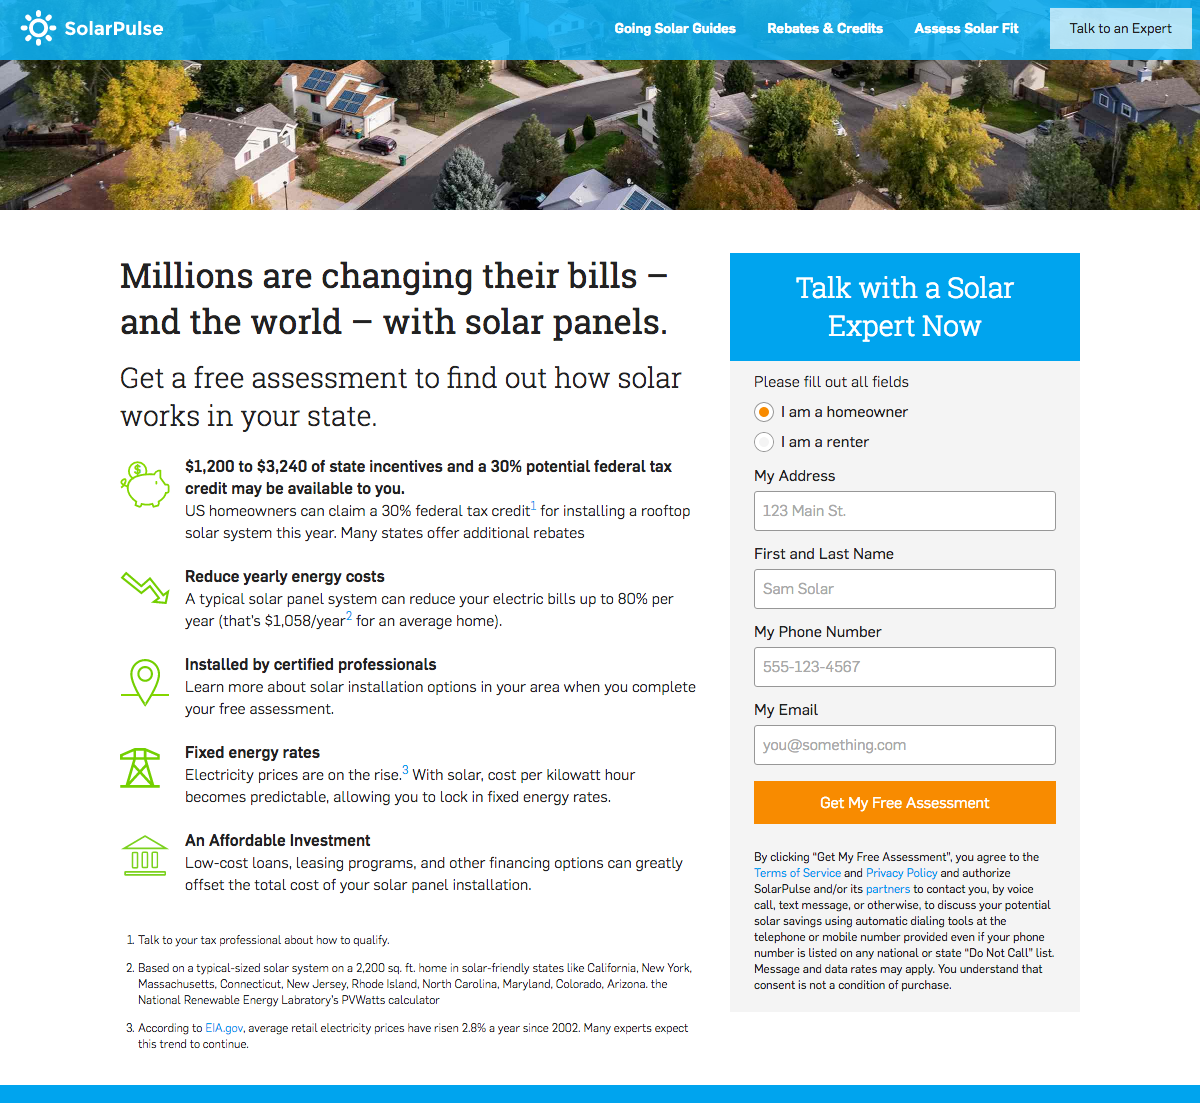 SolarPulse
Going Solar Guides
Rebates & Credits
Assess Solar Fit
Talk to an Expert
Millions are changing their bills –
and the world – with solar panels.
Get a free assessment to find out how solar
works in your state.
$1,200 to $3,240 of state incentives and a 30% potential federal tax
credit may be available to you.
US homeowners can claim a 30% federal tax credit1 for installing a rooftop
solar system this year. Many states offer additional rebates
Reduce yearly energy costs
A typical solar panel system can reduce your electric bills up to 80% per
year (that's $1,058/year2 for an average home).
Installed by certified professionals
Learn more about solar installation options in your area when you complete
your free assessment.
Fixed energy rates
Electricity prices are on the rise.3 With solar, cost per kilowatt hour
becomes predictable, allowing you to lock in fixed energy rates.
An Affordable Investment
Low-cost loans, leasing programs, and other financing options can greatly
offset the total cost of your solar panel installation.
1. Talk to your tax professional about how to qualify.
2. Based on a typical-sized solar system on a 2,200 sq. ft. home in solar-friendly states like California, New York,
Massachusetts, Connecticut, New Jersey, Rhode Island, North Carolina, Maryland, Colorado, Arizona. the
National Renewable Energy Labratory's PVWatts calculator
3. According to EIA.gov, average retail electricity prices have risen 2.8% a year since 2002. Many experts expect
this trend to continue.
Talk with a Solar
Expert Now
Please fill out all fields
I am a homeowner
I am a renter
My Address
123 Main St.
First and Last Name
Sam Solar
My Phone Number
555-123-4567
My Email
you@something.com
Get My Free Assessment
By clicking "Get My Free Assessment", you agree to the
Terms of Service and Privacy Policy and authorize
SolarPulse and/or its partners to contact you, by voice
call, text message, or otherwise, to discuss your potential
solar savings using automatic dialing tools at the
telephone or mobile number provided even if your phone
number is listed on any national or state "Do Not Call" list.
Message and data rates may apply. You understand that
consent is not a condition of purchase.